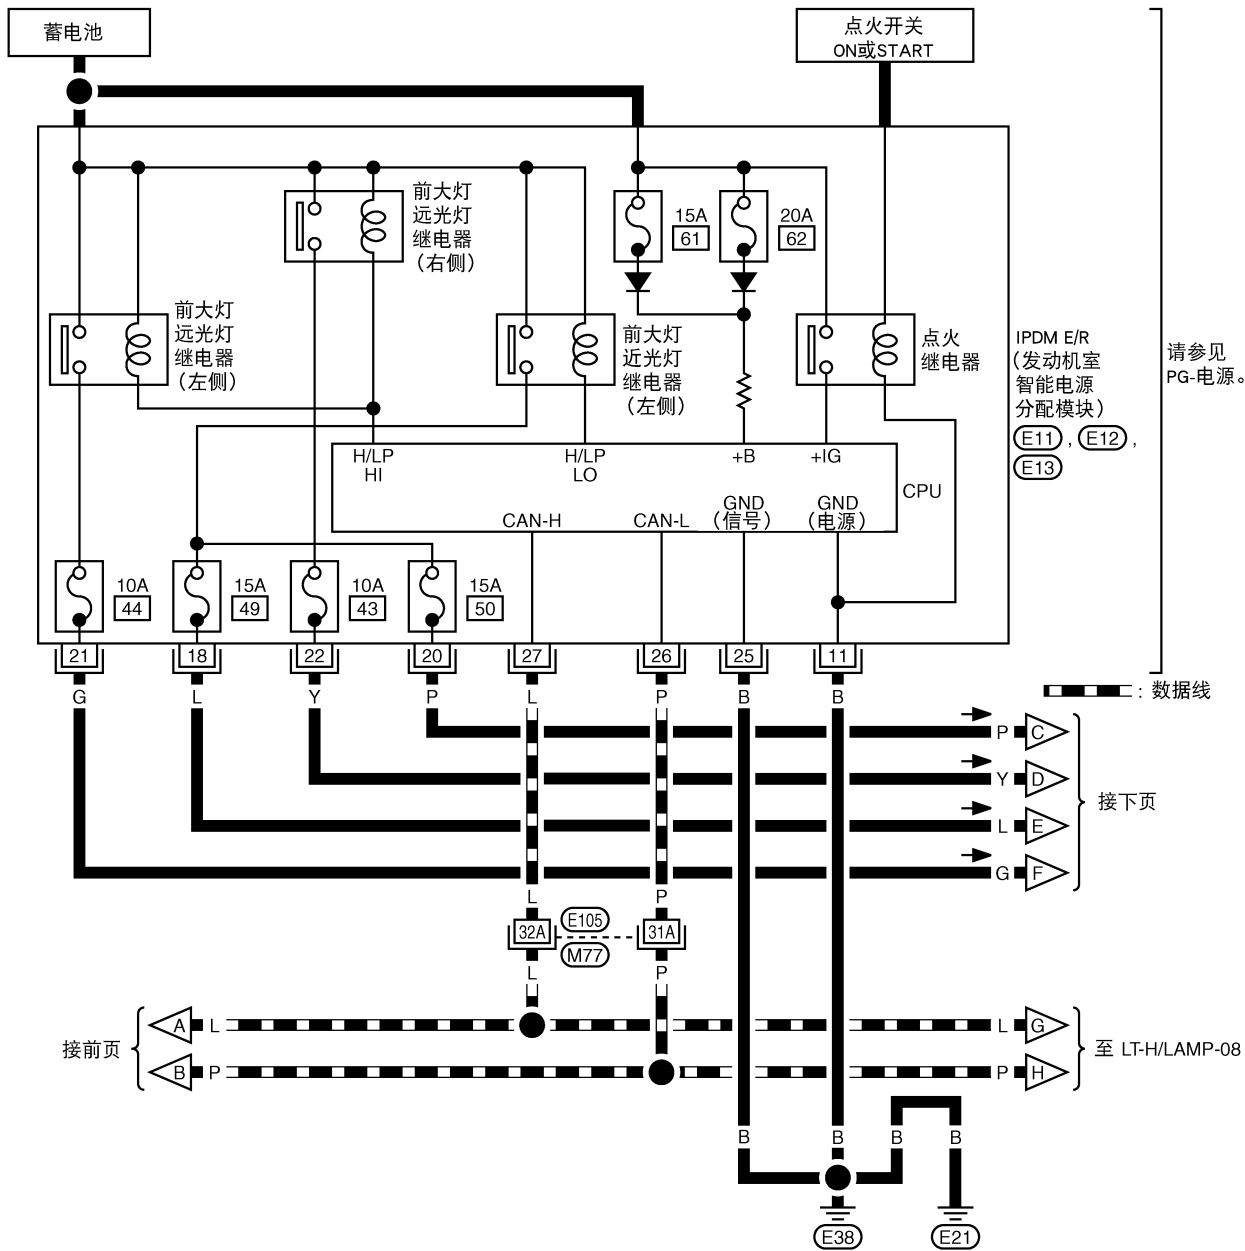 蓄电池
点火开关
ON或START
前大灯
远光灯
继电器
（右侧）
15A
61
20A
62
前大灯
远光灯
继电器
（左侧）
前大灯
近光灯
继电器
（左侧）
点火
继电器
IPDM E/R
（发动机室
智能电源
分配模块）
E11 , E12 ,
E13
请参见
PG-电源。
H/LP
HI
H/LP
LO
+B
+IG
CPU
CAN-H
CAN-L
GND
（信号）
GND
（电源）
10A
44
15A
49
10A
43
15A
50
21
18
22
20
27
26
25
11
G
L
Y
P
L
P
B
B
: 数据线
P
C
Y
D
L
E
G
F
接下页
L
P
32A
E105
31A
M77
L
P
接前页
A
L
L
G
B
P
P
H
至 LT-H/LAMP-08
B
B
B
B
E38
E21